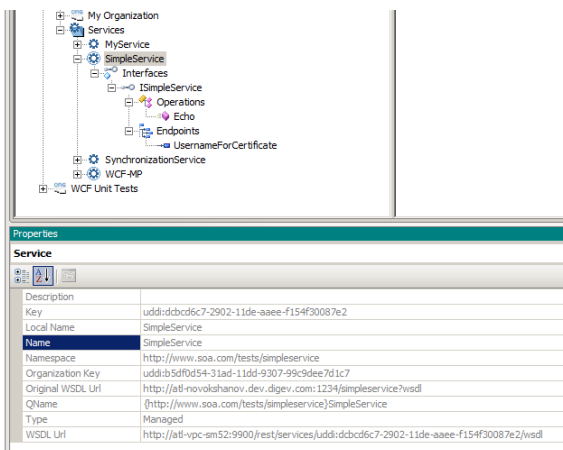 My Organization
Services
MyService
SimpleService
Interfaces
ISimpleService
Operations
Echo
Endpoints
UsernameForCertificate
SynchronizationService
WCF-MP
WCF Unit Tests
Properties
Service
Description
Key uddi:dcbcd6c7-2902-11de-aaee-f154f30087e2
Local Name SimpleService
Name SimpleService
Namespace http://www.soa.com/tests/simpleservice
Organization Key uddi:b5df0d54-31ad-11dd-9307-99c9dee7d1c7
Original WSDL Url http://atl-novokshanov.dev.digev.com:1234/simpleservice?wsdl
QName {http://www.soa.com/tests/simpleservice}SimpleService
Type Managed
WSDL Url http://atl-vpc-sm52:9900/rest/services/uddi:dcbcd6c7-2902-11de-aaee-f154f30087e2/wsdl